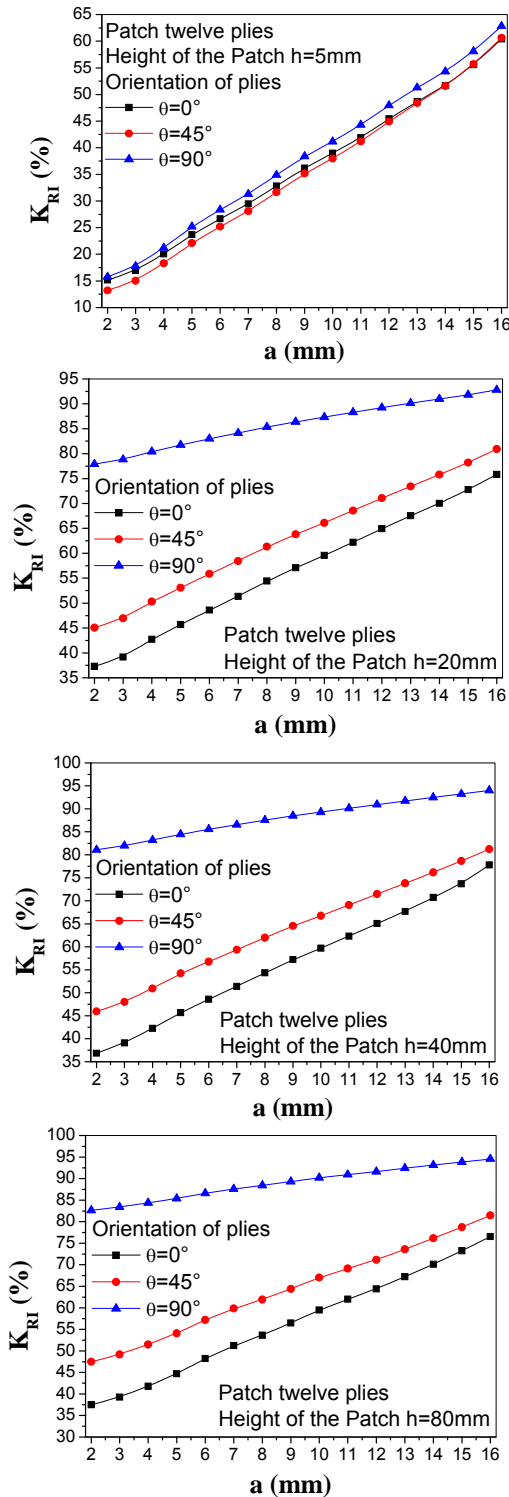 65
60
55
50
45
40
35
30
25
20
15
10
K_RI (%)
Patch twelve plies
Height of the Patch h=5mm
Orientation of plies
θ=0°
θ=45°
θ=90°
2 3 4 5 6 7 8 9 10 11 12 13 14 15 16
a (mm)
95
90
85
80
75
70
65
60
55
50
45
40
35
K_RI (%)
Orientation of plies
θ=0°
θ=45°
θ=90°
Patch twelve plies
Height of the Patch h=20mm
2 3 4 5 6 7 8 9 10 11 12 13 14 15 16
a (mm)
100
95
90
85
80
75
70
65
60
55
50
45
40
35
K_RI (%)
Orientation of plies
θ=0°
θ=45°
θ=90°
Patch twelve plies
Height of the Patch h=40mm
2 3 4 5 6 7 8 9 10 11 12 13 14 15 16
a (mm)
100
95
90
85
80
75
70
65
60
55
50
45
40
35
30
K_RI (%)
Orientation of plies
θ=0°
θ=45°
θ=90°
Patch twelve plies
Height of the Patch h=80mm
2 3 4 5 6 7 8 9 10 11 12 13 14 15 16
a (mm)